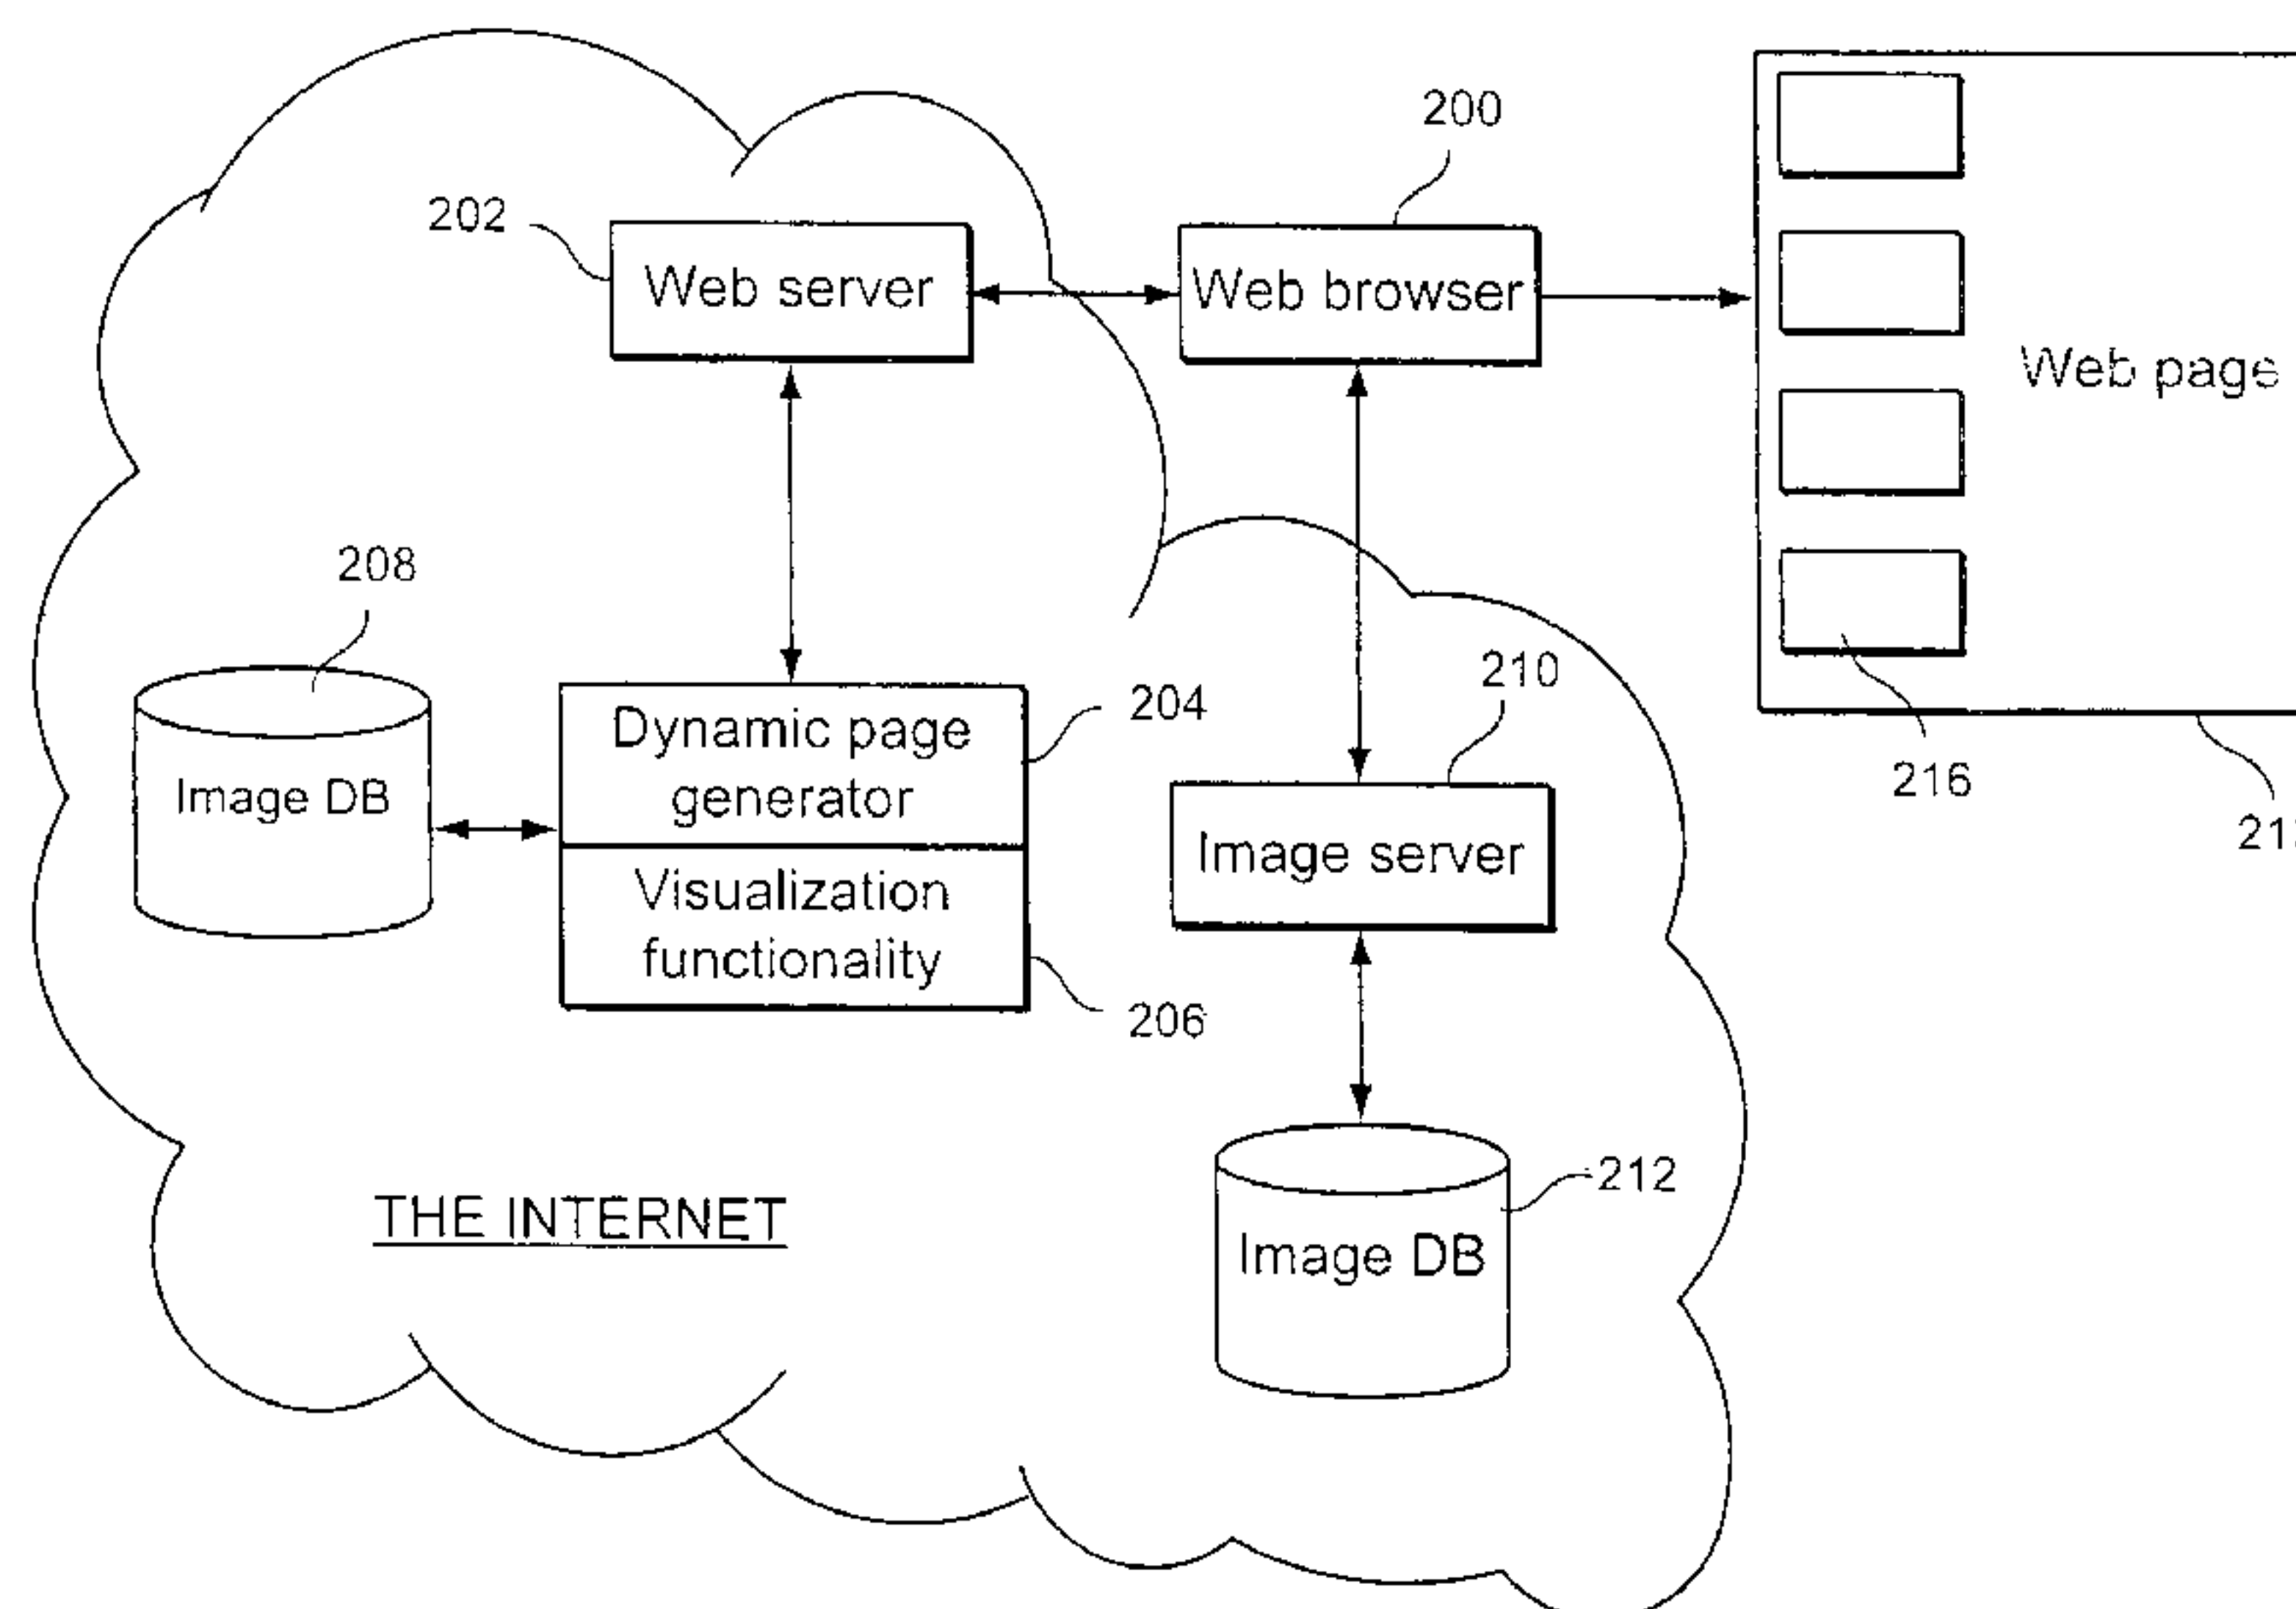 200
202
Web server
Web browser
Web page
208
210
204
Dynamic page
generator
Image DB
216
Image server
Visualization
functionality
206
212
THE INTERNET
Image DB